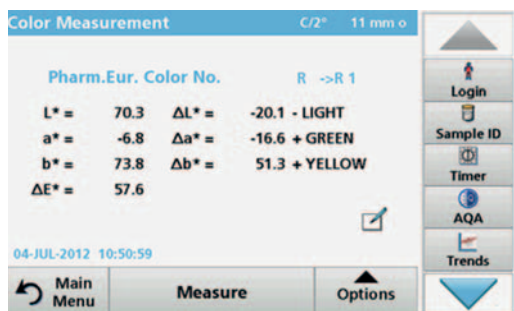 Color Measurement C/2° 11 mm o
Pharm.Eur. Color No. R ->R 1
L* = 70.3 ΔL* = -20.1 - LIGHT
a* = -6.8 Δa* = -16.6 + GREEN
b* = 73.8 Δb* = 51.3 + YELLOW
ΔE* = 57.6
04-JUL-2012 10:50:59
Main
Menu
Measure
Options
Login
Sample ID
Timer
AQA
Trends